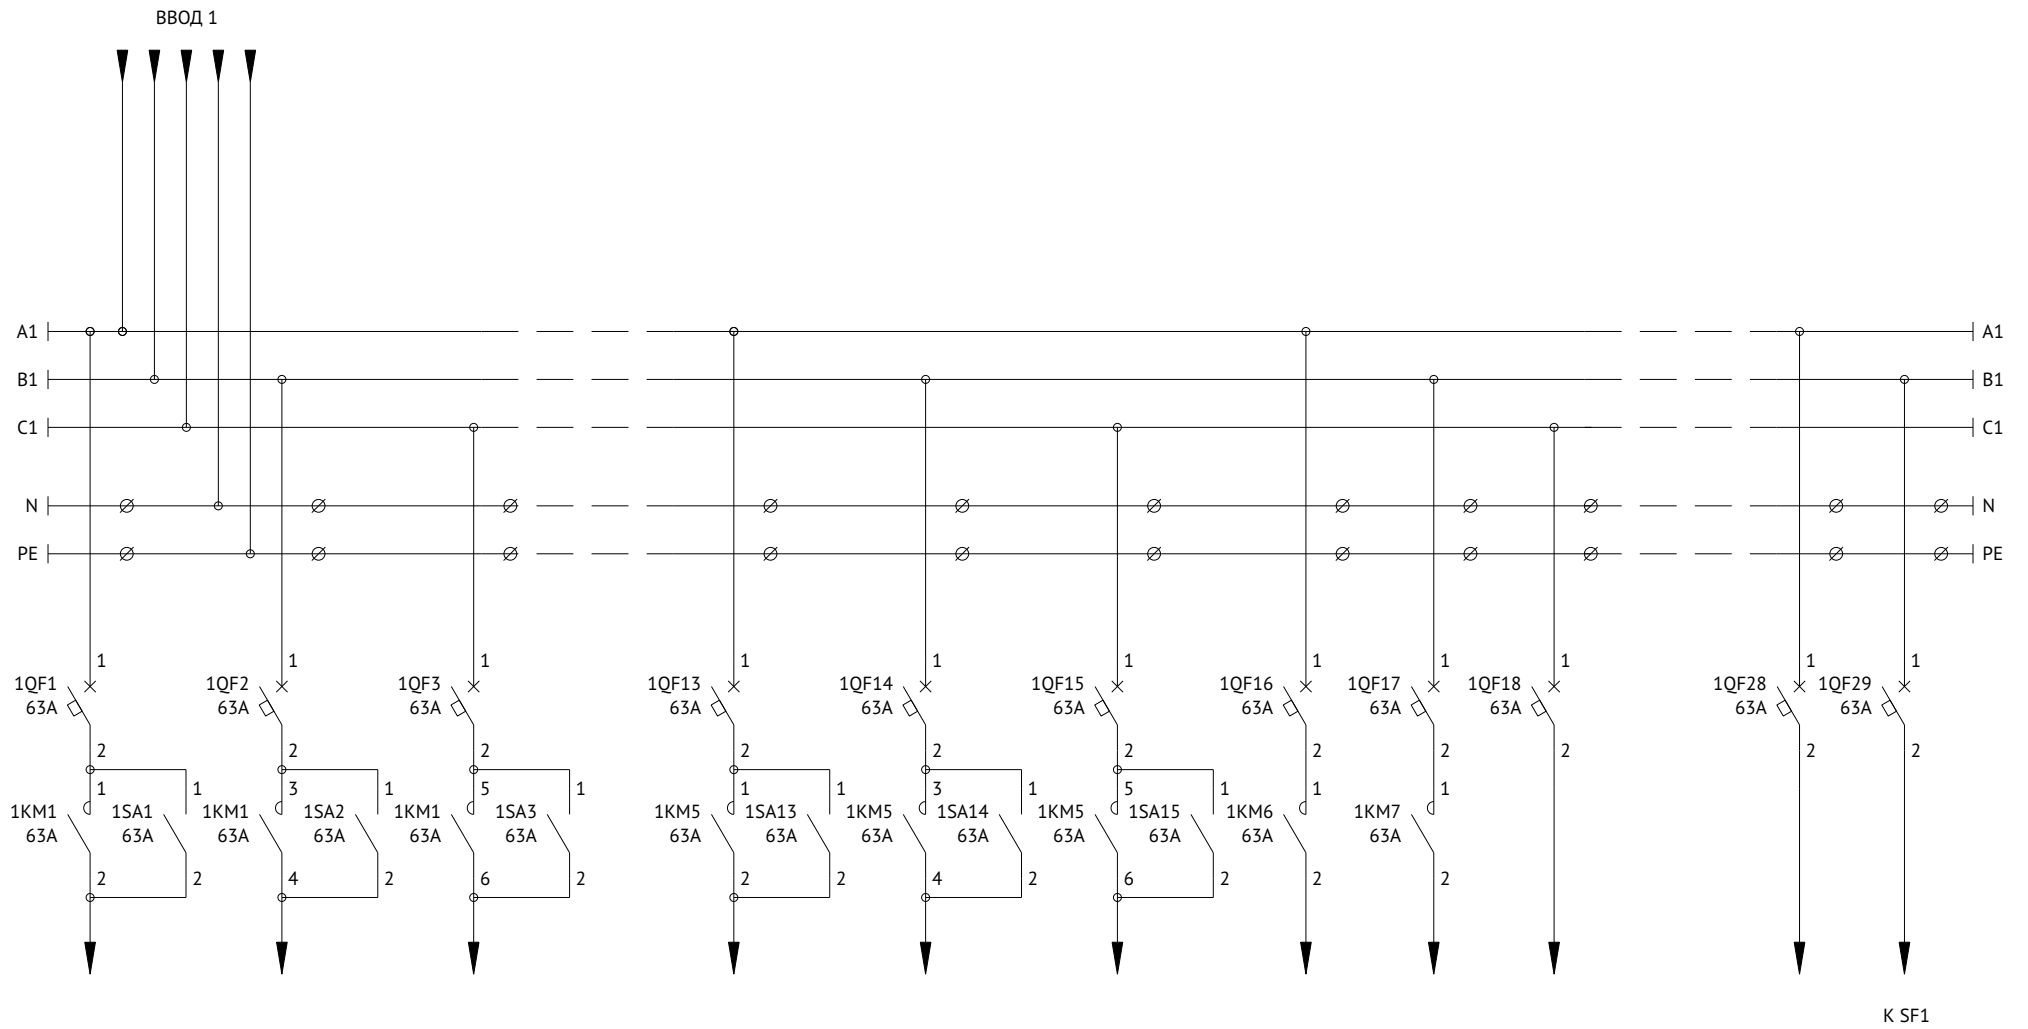 ВВОД 1
A1 A1
B1 B1
C1 C1
N N
PE PE
1 1 1 1 1 1 1 1 1 1 1
1QF1 1QF2 1QF3 1QF13 1QF14 1QF15 1QF16 1QF17 1QF18 1QF28 1QF29
63A 63A 63A 63A 63A 63A 63A 63A 63A 63A 63A
2 2 2 2 2 2 2 2 2 2 2
1 1 3 1 5 1 1 1 3 1 5 1 1 1
1KM1 1SA1 1KM1 1SA2 1KM1 1SA3 1KM5 1SA13 1KM5 1SA14 1KM5 1SA15 1KM6 1KM7
63A 63A 63A 63A 63A 63A 63A 63A 63A 63A 63A 63A 63A 63A
2 2 4 2 6 2 2 2 4 2 6 2 2 2
К SF1